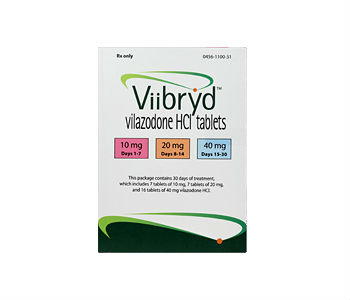 Rx only
0456-1100-31
Viibryd™
vilazodone HCl tablets
10 mg
Days 1-7
20 mg
Days 8-14
40 mg
Days 15-30
This package contains 30 days of treatment,
which includes 7 tablets of 10 mg, 7 tablets of 20 mg,
and 16 tablets of 40 mg vilazodone HCl.